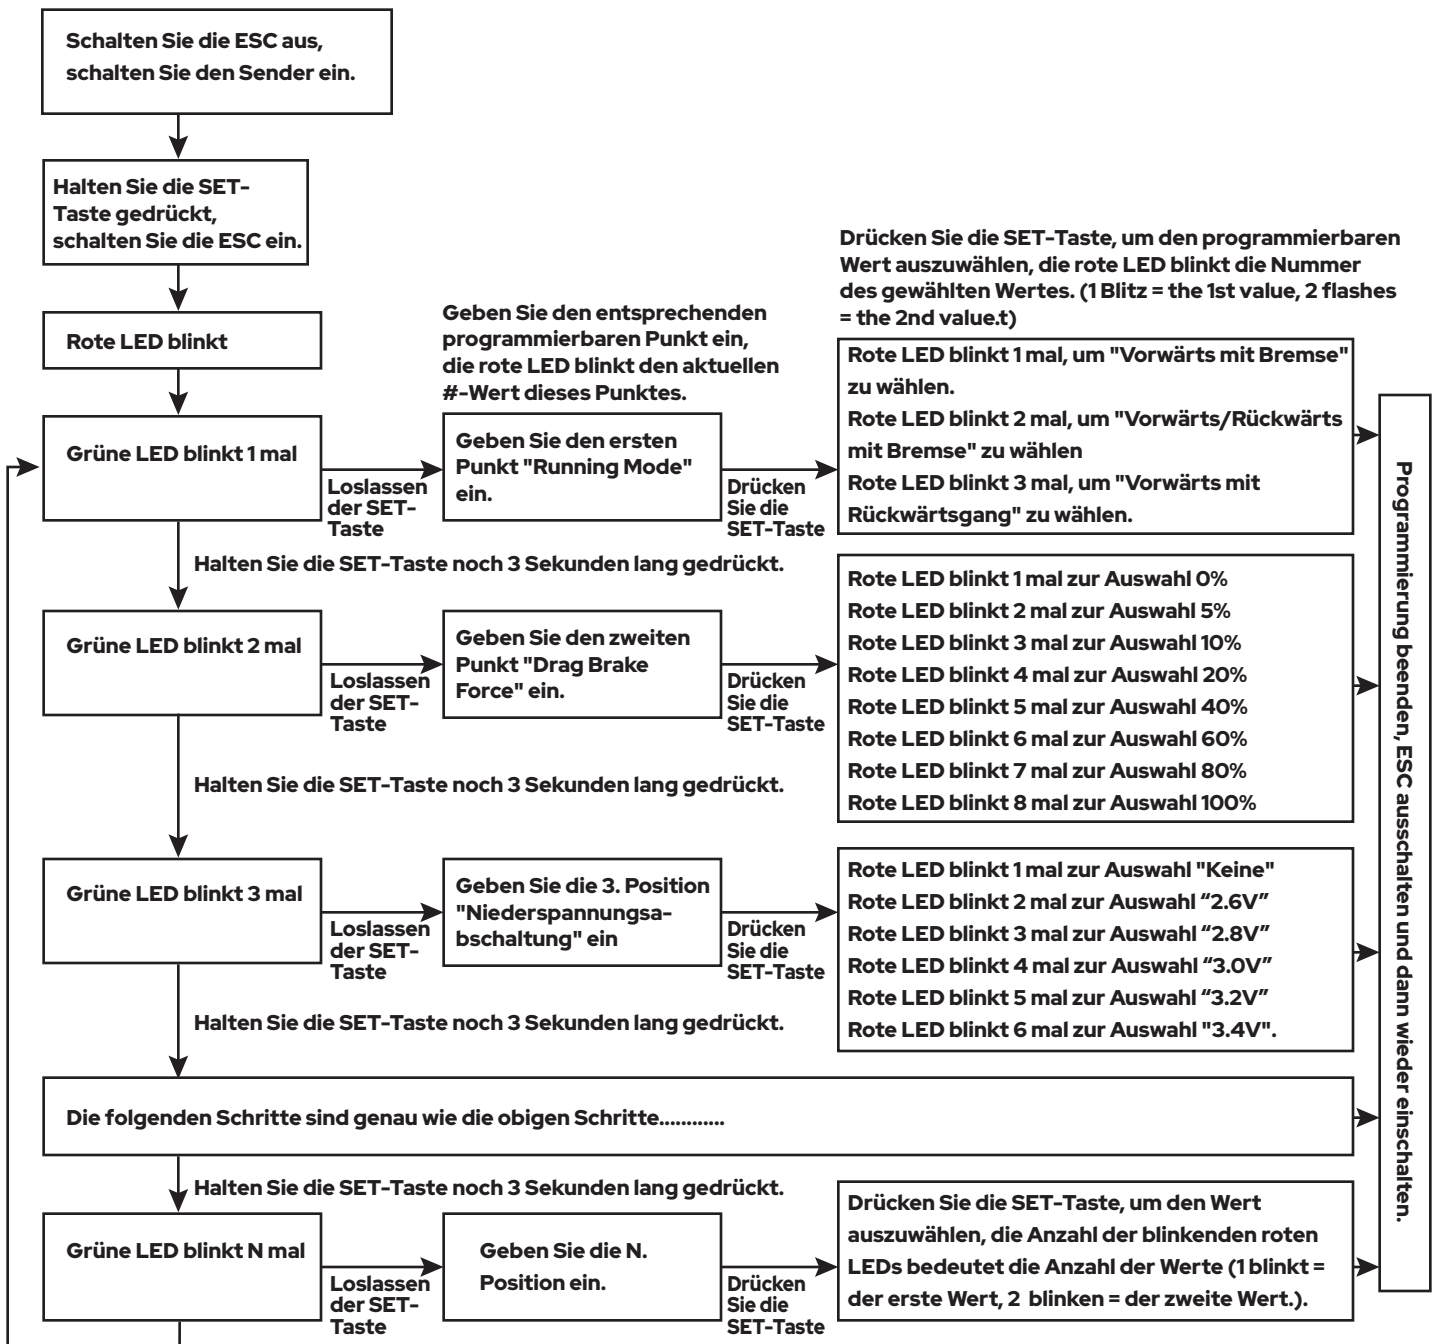 Schalten Sie die ESC aus,
schalten Sie den Sender ein.
Halten Sie die SET-
Taste gedrückt,
schalten Sie die ESC ein.
Rote LED blinkt
Geben Sie den entsprechenden
programmierbaren Punkt ein,
die rote LED blinkt den aktuellen
#-Wert dieses Punktes.
Drücken Sie die SET-Taste, um den programmierbaren
Wert auszuwählen, die rote LED blinkt die Nummer
des gewählten Wertes. (1 Blitz = the 1st value, 2 flashes
= the 2nd value.t)
Grüne LED blinkt 1 mal
Loslassen
der SET-
Taste
Geben Sie den ersten
Punkt "Running Mode"
ein.
Drücken
Sie die
SET-Taste
Rote LED blinkt 1 mal, um "Vorwärts mit Bremse"
zu wählen.
Rote LED blinkt 2 mal, um "Vorwärts/Rückwärts
mit Bremse" zu wählen
Rote LED blinkt 3 mal, um "Vorwärts mit
Rückwärtsgang" zu wählen.
Halten Sie die SET-Taste noch 3 Sekunden lang gedrückt.
Grüne LED blinkt 2 mal
Loslassen
der SET-
Taste
Geben Sie den zweiten
Punkt "Drag Brake
Force" ein.
Drücken
Sie die
SET-Taste
Rote LED blinkt 1 mal zur Auswahl 0%
Rote LED blinkt 2 mal zur Auswahl 5%
Rote LED blinkt 3 mal zur Auswahl 10%
Rote LED blinkt 4 mal zur Auswahl 20%
Rote LED blinkt 5 mal zur Auswahl 40%
Rote LED blinkt 6 mal zur Auswahl 60%
Rote LED blinkt 7 mal zur Auswahl 80%
Rote LED blinkt 8 mal zur Auswahl 100%
Halten Sie die SET-Taste noch 3 Sekunden lang gedrückt.
Grüne LED blinkt 3 mal
Loslassen
der SET-
Taste
Geben Sie die 3. Position
"Niederspannungsa-
bschaltung" ein
Drücken
Sie die
SET-Taste
Rote LED blinkt 1 mal zur Auswahl "Keine"
Rote LED blinkt 2 mal zur Auswahl “2.6V”
Rote LED blinkt 3 mal zur Auswahl “2.8V”
Rote LED blinkt 4 mal zur Auswahl “3.0V”
Rote LED blinkt 5 mal zur Auswahl “3.2V”
Rote LED blinkt 6 mal zur Auswahl "3.4V".
Halten Sie die SET-Taste noch 3 Sekunden lang gedrückt.
Die folgenden Schritte sind genau wie die obigen Schritte............
Halten Sie die SET-Taste noch 3 Sekunden lang gedrückt.
Grüne LED blinkt N mal
Loslassen
der SET-
Taste
Geben Sie die N.
Position ein.
Drücken
Sie die
SET-Taste
Drücken Sie die SET-Taste, um den Wert
auszuwählen, die Anzahl der blinkenden roten
LEDs bedeutet die Anzahl der Werte (1 blinkt =
der erste Wert, 2 blinken = der zweite Wert.).
Programmierung beenden, ESC ausschalten und dann wieder einschalten.